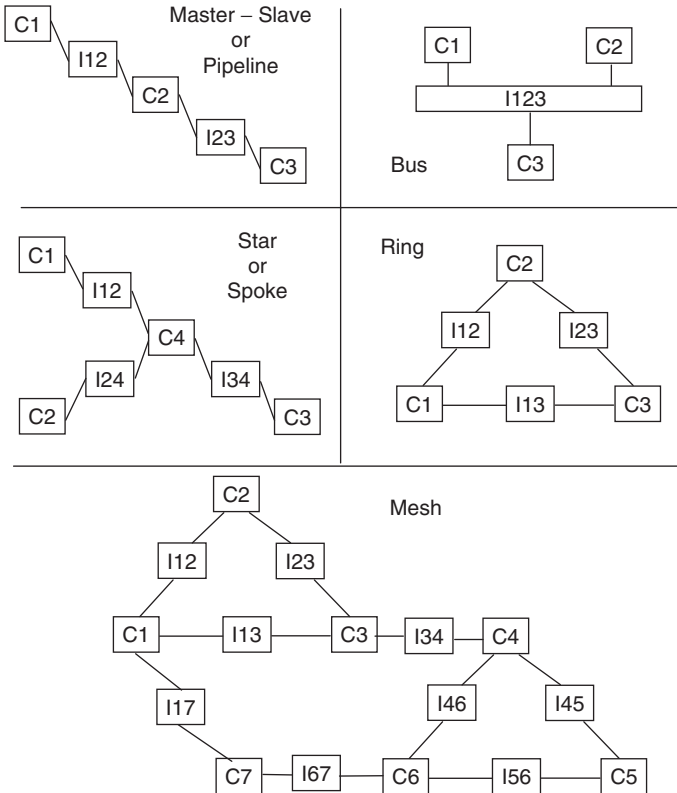 Master – Slave
or
Pipeline
C1
I12
C2
I23
C3
C1
C2
I123
C3
Bus
Star
or
Spoke
C1
I12
C4
I24
I34
C2
C3
Ring
C2
I12
I23
C1
I13
C3
Mesh
C2
I12
I23
C1
I13
C3
I34
C4
I17
I46
I45
C7
I67
C6
I56
C5